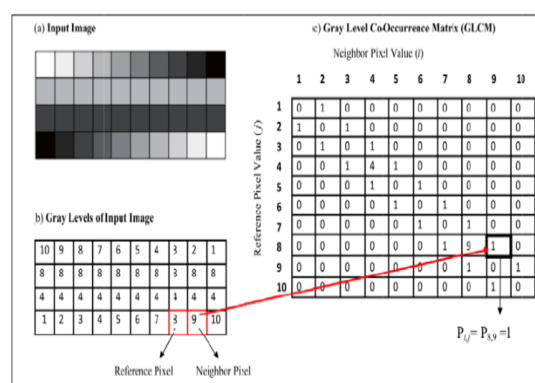 (a) Input Image
(b) Gray Levels of Input Image
10 9 8 7 6 5 4 3 2 1
8 8 8 8 8 8 8 8 8 8
4 4 4 4 4 4 4 4 4 4
1 2 3 4 5 6 7 8 9 10
Reference Pixel
Neighbor Pixel
c) Gray Level Co-Occurrence Matrix (GLCM)
Neighbor Pixel Value (i)
Reference Pixel Value (j)
1 2 3 4 5 6 7 8 9 10
1 0 1 0 0 0 0 0 0 0 0
2 1 0 1 0 0 0 0 0 0 0
3 0 1 0 1 0 0 0 0 0 0
4 0 0 1 4 1 0 0 0 0 0
5 0 0 0 1 0 1 0 0 0 0
6 0 0 0 0 1 0 1 0 0 0
7 0 0 0 0 0 1 0 1 0 0
8 0 0 0 0 0 0 1 9 1 0
9 0 0 0 0 0 0 0 1 0 1
10 0 0 0 0 0 0 0 0 1 0
Pi,j= P8,9 =1